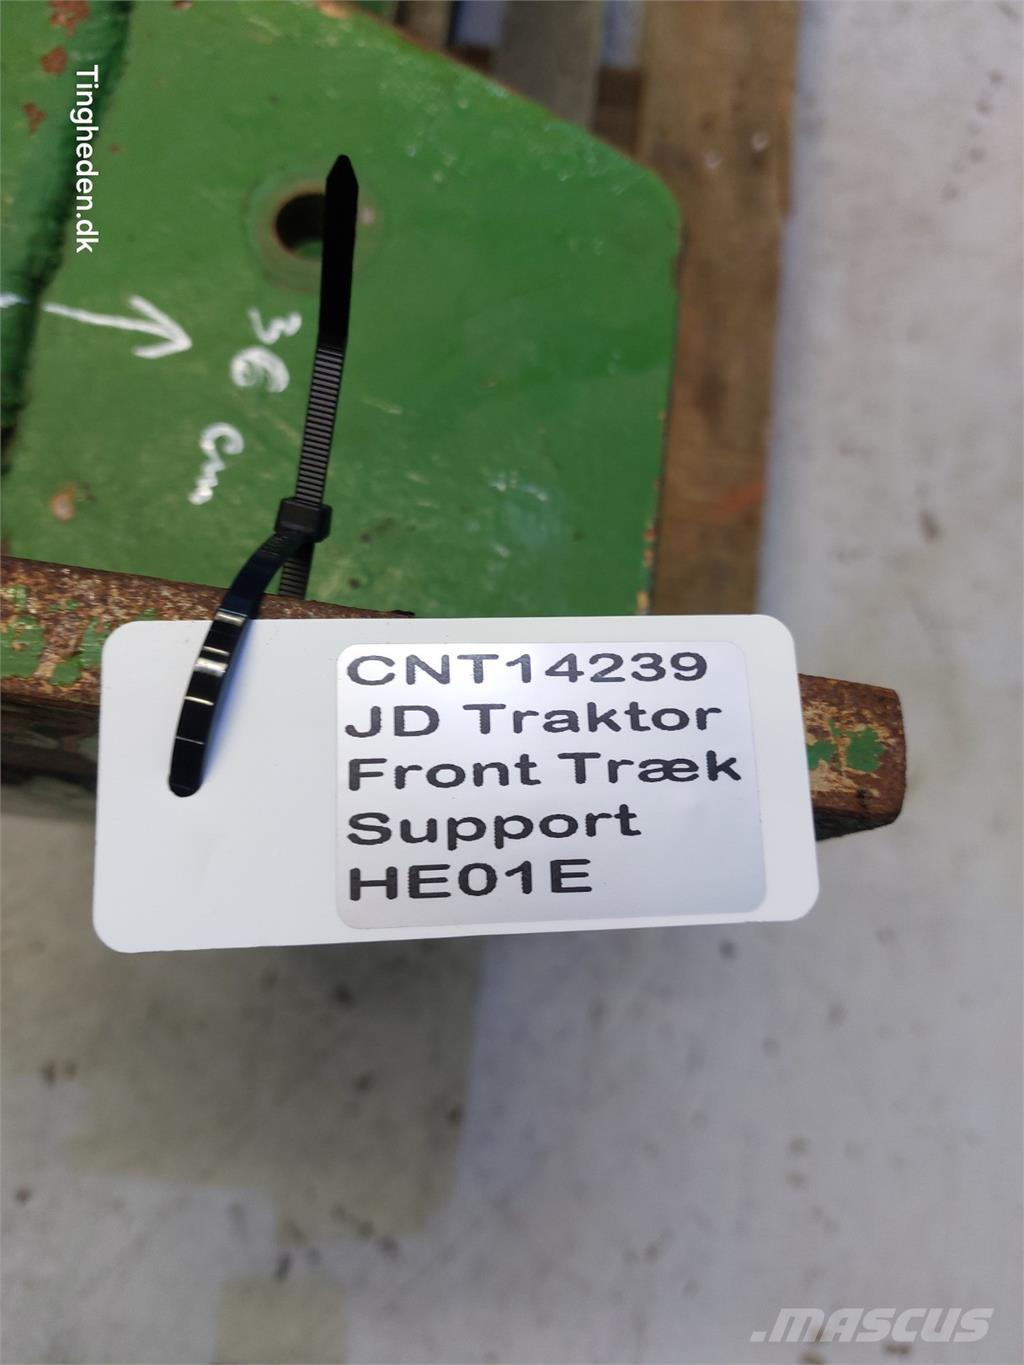 Tingheden.dk
36
cm
CNT14239
JD Traktor
Front Træk
Support
HE01E
.MASCUS